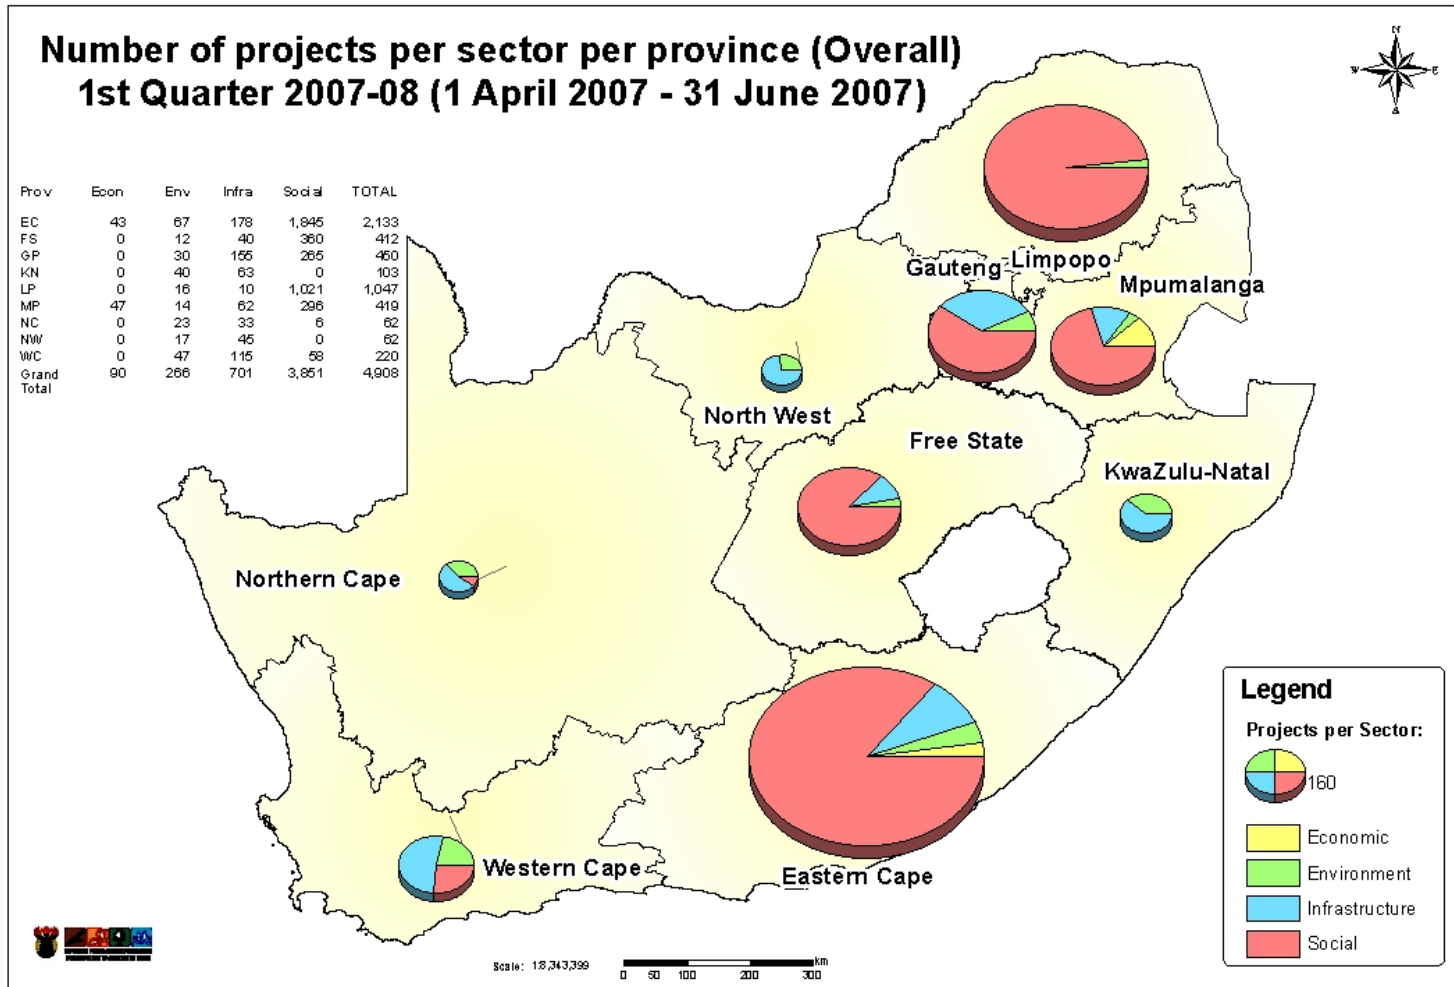 Number of projects per sector per province (Overall)
1st Quarter 2007-08 (1 April 2007 - 31 June 2007)
N
W E
Prov Econ Env Infra Social TOTAL
EC 43 67 178 1,845 2,133
FS 0 12 40 360 412
GP 0 30 155 265 450
KN 0 40 63 0 103
LP 0 16 10 1,021 1,047
MP 47 14 62 296 419
NC 0 23 33 6 62
NW 0 17 45 0 62
WC 0 47 115 58 220
Grand 90 266 701 3,851 4,908
Total
Gauteng Limpopo
Mpumalanga
North West
Free State
KwaZulu-Natal
Northern Cape
Western Cape
Eastern Cape
Legend
Projects per Sector:
160
Economic
Environment
Infrastructure
Social
Scale: 1:8,343,399
km
0 50 100 200 300